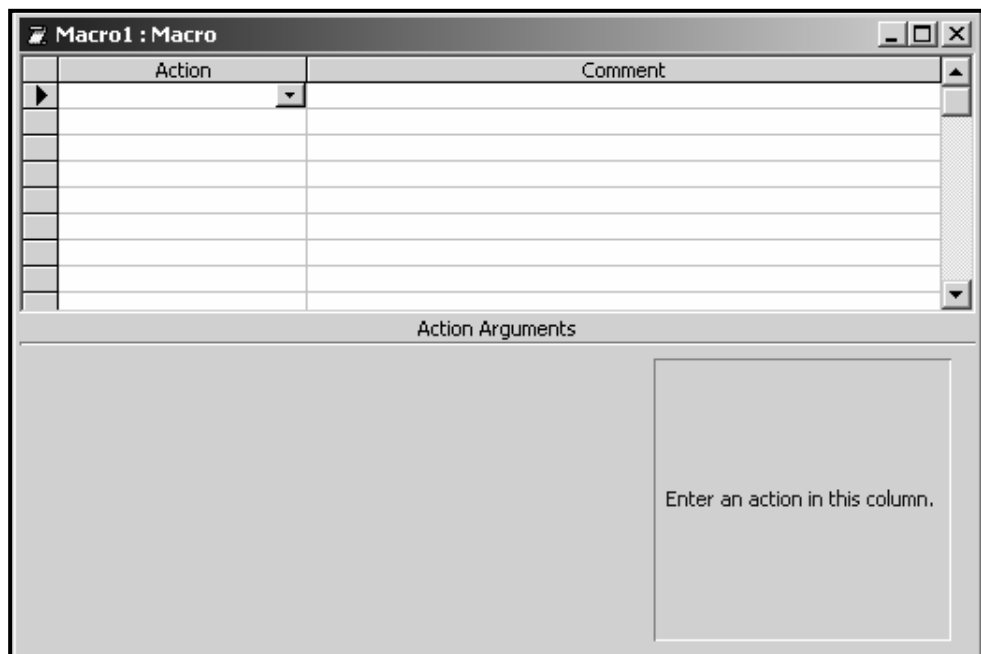 Macro1 : Macro
Action Comment
Action Arguments
Enter an action in this column.